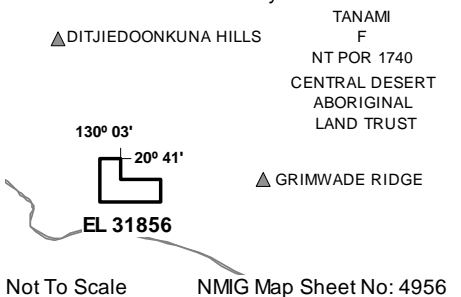 TANAMI
DITJIEDOONKUNA HILLS
F
NT POR 1740
CENTRAL DESERT
ABORIGINAL
LAND TRUST
130º 03'
20º 41'
GRIMWADE RIDGE
EL 31856
Not To Scale
NMIG Map Sheet No: 4956